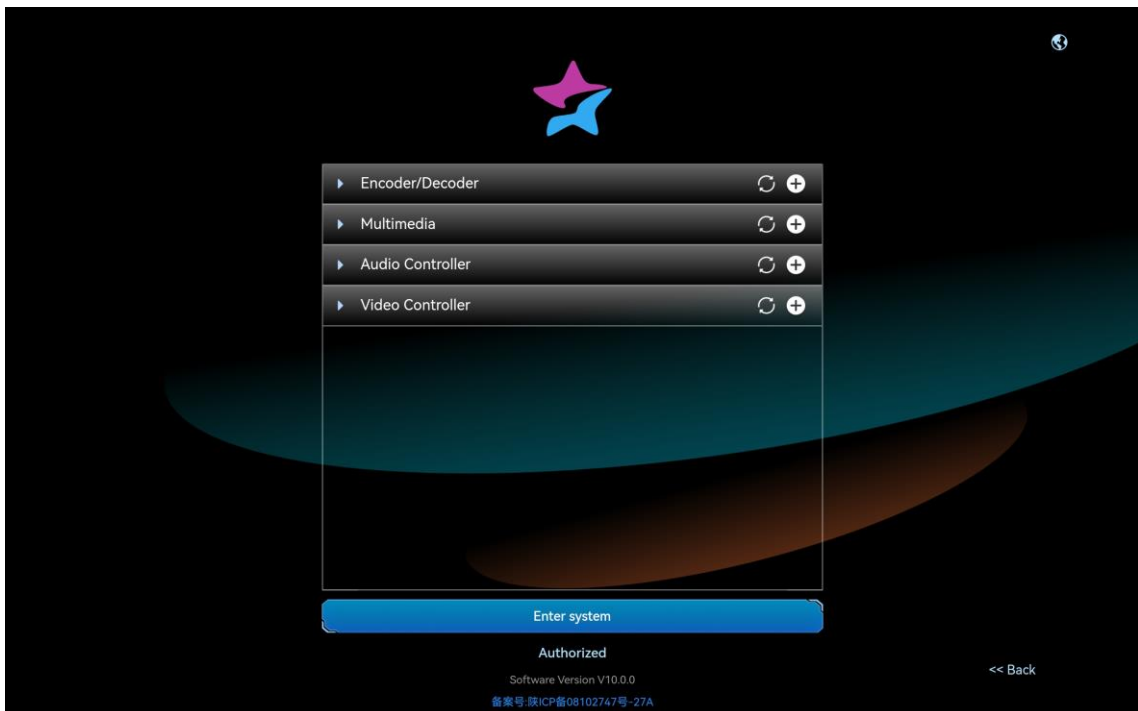 Encoder/Decoder
Multimedia
Audio Controller
Video Controller
Enter system
Authorized
<< Back
Software Version V10.0.0
备案号:陕ICP备08102747号-27A